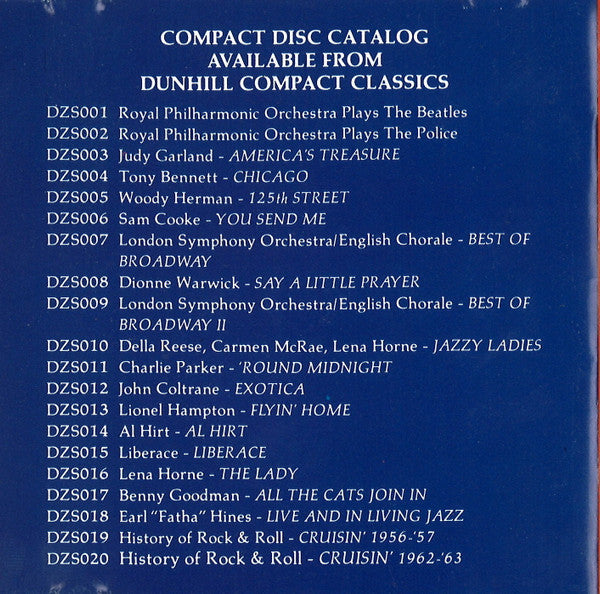 COMPACT DISC CATALOG
AVAILABLE FROM
DUNHILL COMPACT CLASSICS
DZS001 Royal Philharmonic Orchestra Plays The Beatles
DZS002 Royal Philharmonic Orchestra Plays The Police
DZS003 Judy Garland - AMERICA'S TREASURE
DZS004 Tony Bennett - CHICAGO
DZS005 Woody Herman - 125th STREET
DZS006 Sam Cooke - YOU SEND ME
DZS007 London Symphony Orchestra/English Chorale - BEST OF
BROADWAY
DZS008 Dionne Warwick - SAY A LITTLE PRAYER
DZS009 London Symphony Orchestra/English Chorale - BEST OF
BROADWAY II
DZS010 Della Reese, Carmen McRae, Lena Horne - JAZZY LADIES
DZS011 Charlie Parker - 'ROUND MIDNIGHT
DZS012 John Coltrane - EXOTICA
DZS013 Lionel Hampton - FLYIN' HOME
DZS014 Al Hirt - AL HIRT
DZS015 Liberace - LIBERACE
DZS016 Lena Horne - THE LADY
DZS017 Benny Goodman - ALL THE CATS JOIN IN
DZS018 Earl "Fatha" Hines - LIVE AND IN LIVING JAZZ
DZS019 History of Rock & Roll - CRUISIN' 1956-'57
DZS020 History of Rock & Roll - CRUISIN' 1962-'63